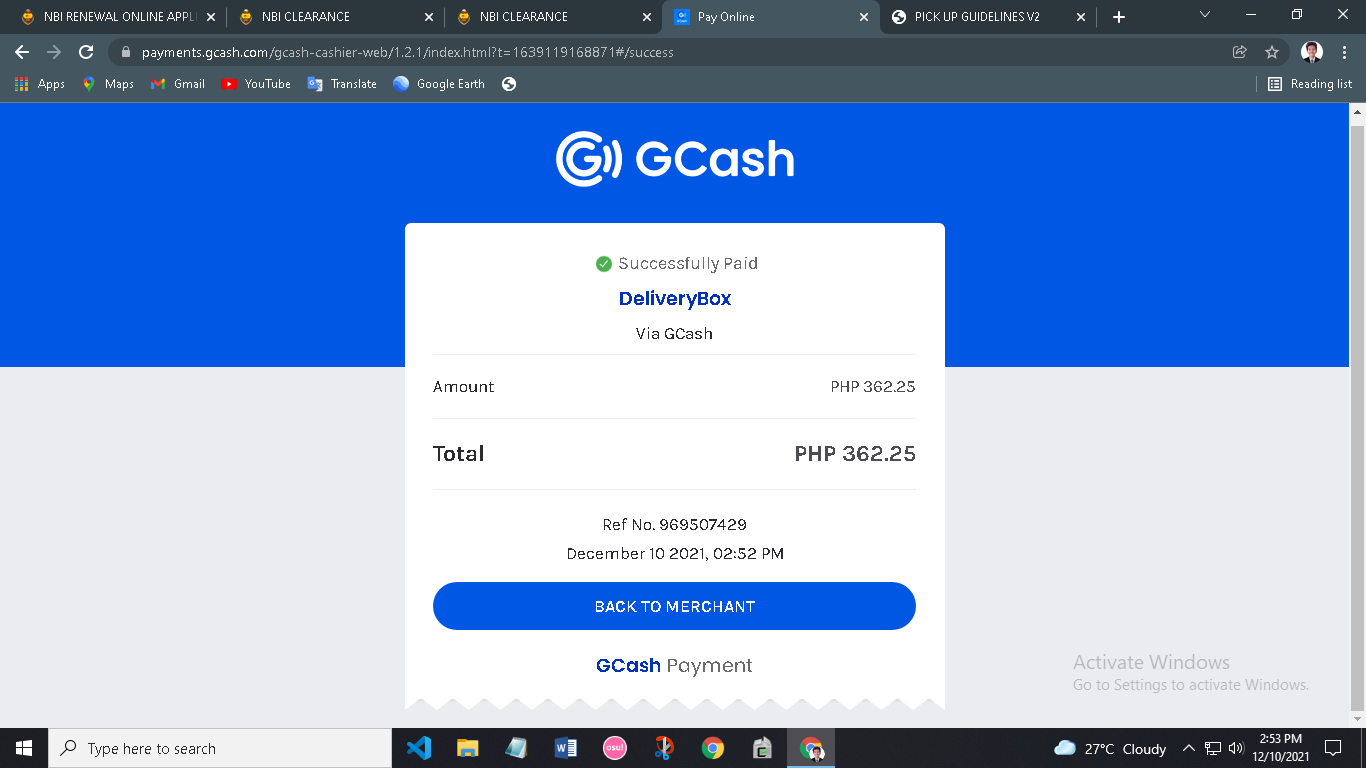 NBI RENEWAL ONLINE APPLI
NBI CLEARANCE
NBI CLEARANCE
Pay Online
PICK UP GUIDELINES V2
payments.gcash.com/gcash-cashier-web/1.2.1/index.html?t=1639119168871#/success
Apps
Maps
Gmail
YouTube
Translate
Google Earth
Reading list
GCash
Successfully Paid
DeliveryBox
Via GCash
Amount PHP 362.25
Total PHP 362.25
Ref No. 969507429
December 10 2021, 02:52 PM
BACK TO MERCHANT
GCash Payment
Activate Windows
Go to Settings to activate Windows.
Type here to search
osu!
27°C Cloudy
2:53 PM
12/10/2021